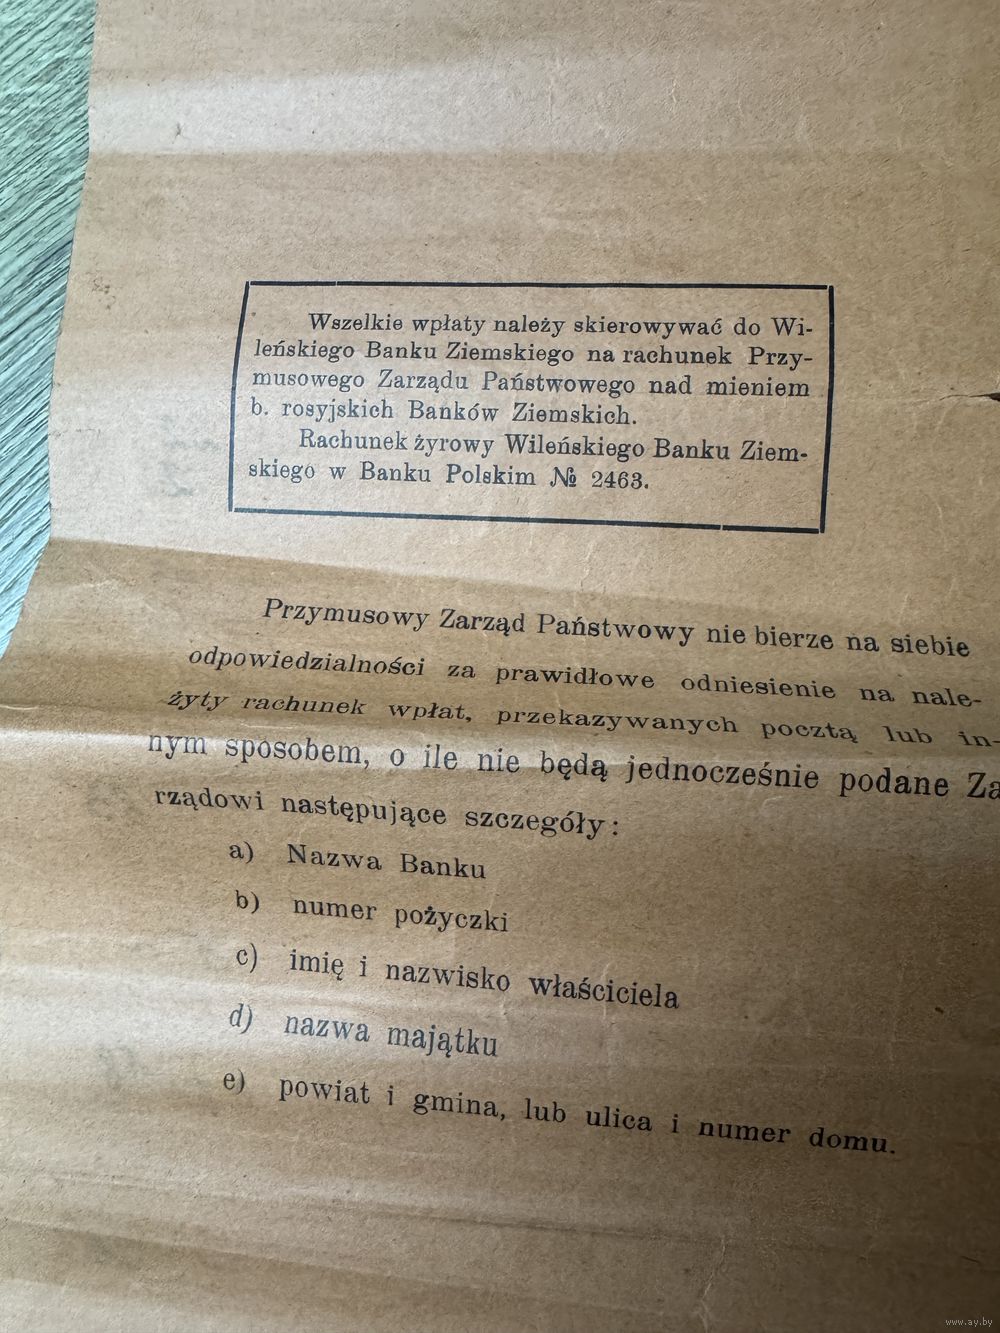 Wszelkie wpłaty należy skierowywać do Wi-
leńskiego Banku Ziemskiego na rachunek Przy-
musowego Zarządu Państwowego nad mieniem
b. rosyjskich Banków Ziemskich.
Rachunek żyrowy Wileńskiego Banku Ziem-
skiego w Banku Polskim № 2463.
Przymusowy Zarząd Państwowy nie bierze na siebie
odpowiedzialności za prawidłowe odniesienie na nale-
żyty rachunek wpłat, przekazywanych pocztą lub in-
nym sposobem, o ile nie będą jednocześnie podane Za
rządowi następujące szczegóły:
a) Nazwa Banku
b) numer pożyczki
c) imię i nazwisko właściciela
d) nazwa majątku
e) powiat i gmina, lub ulica i numer domu.
www.ay.by